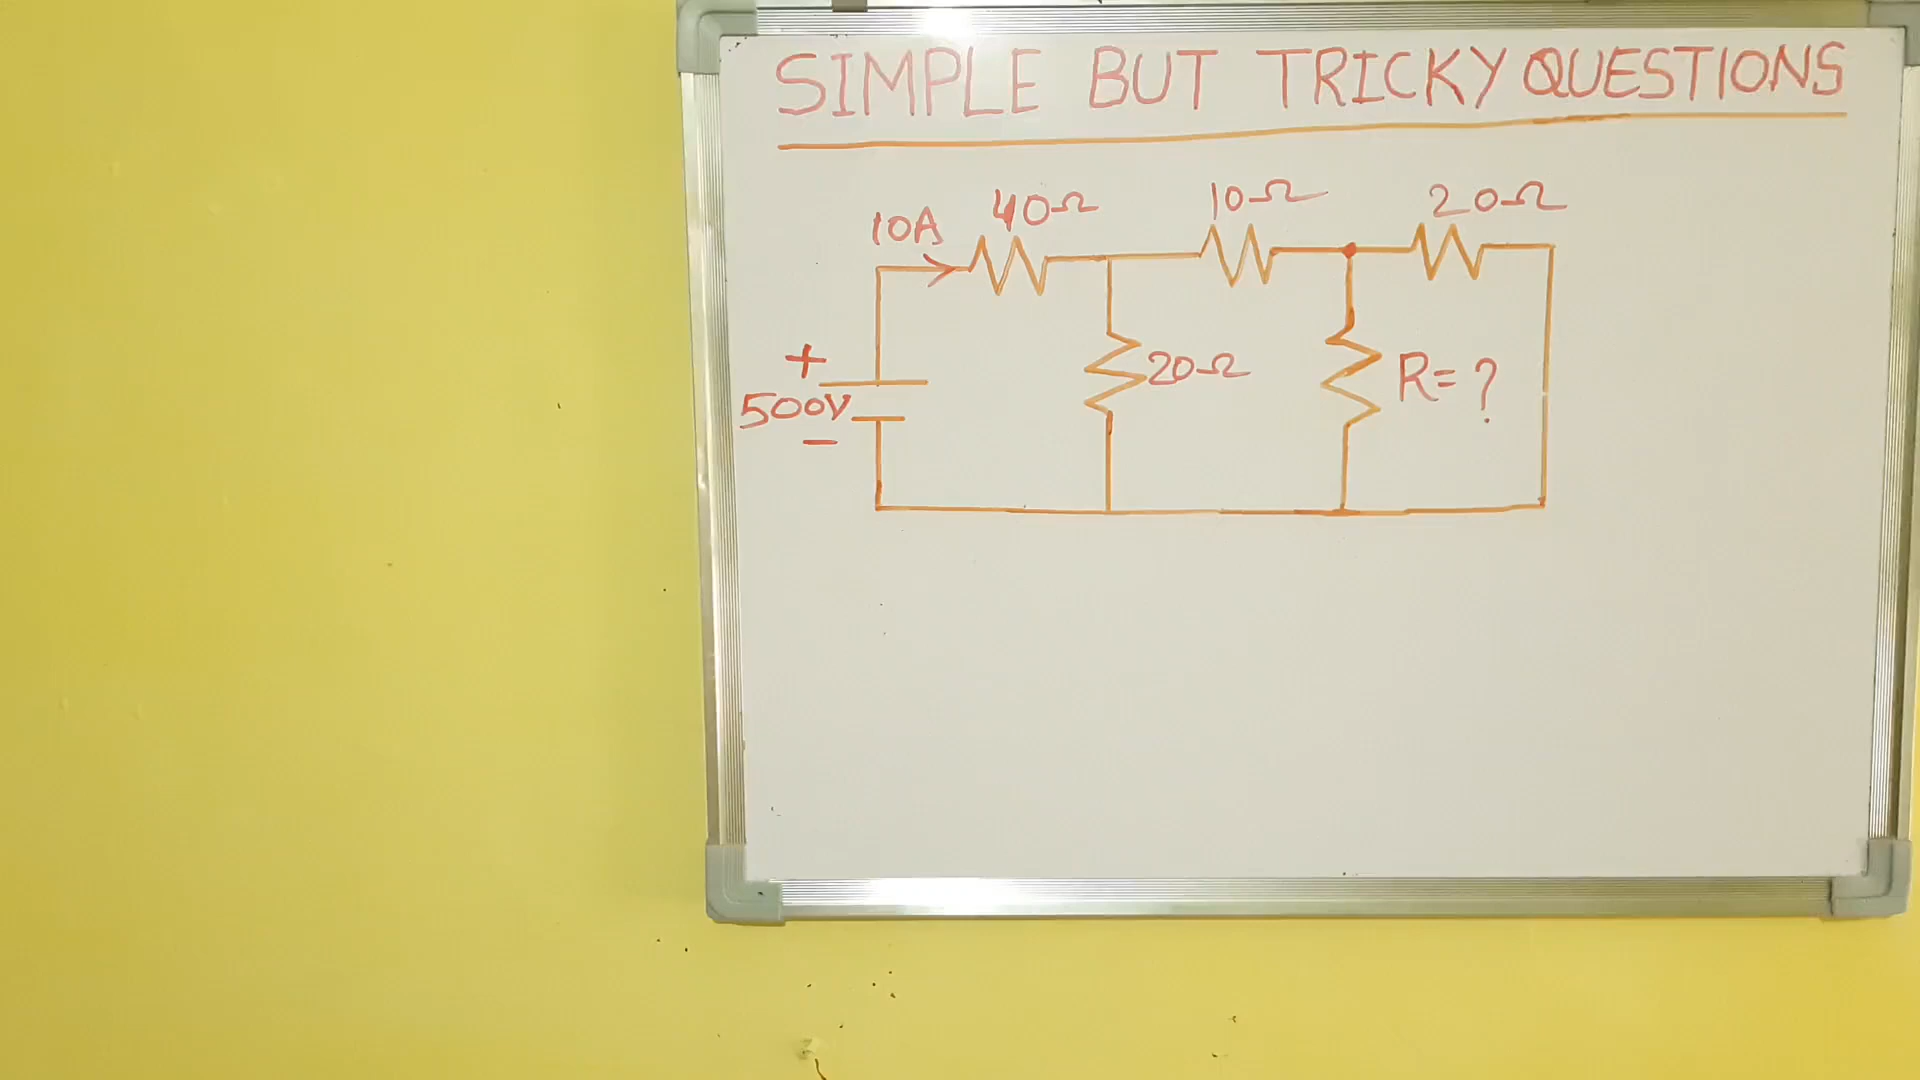 SIMPLE BUT TRICKY QUESTIONS
10A 40Ω 10Ω 20Ω
+
500V 20Ω R=?
−